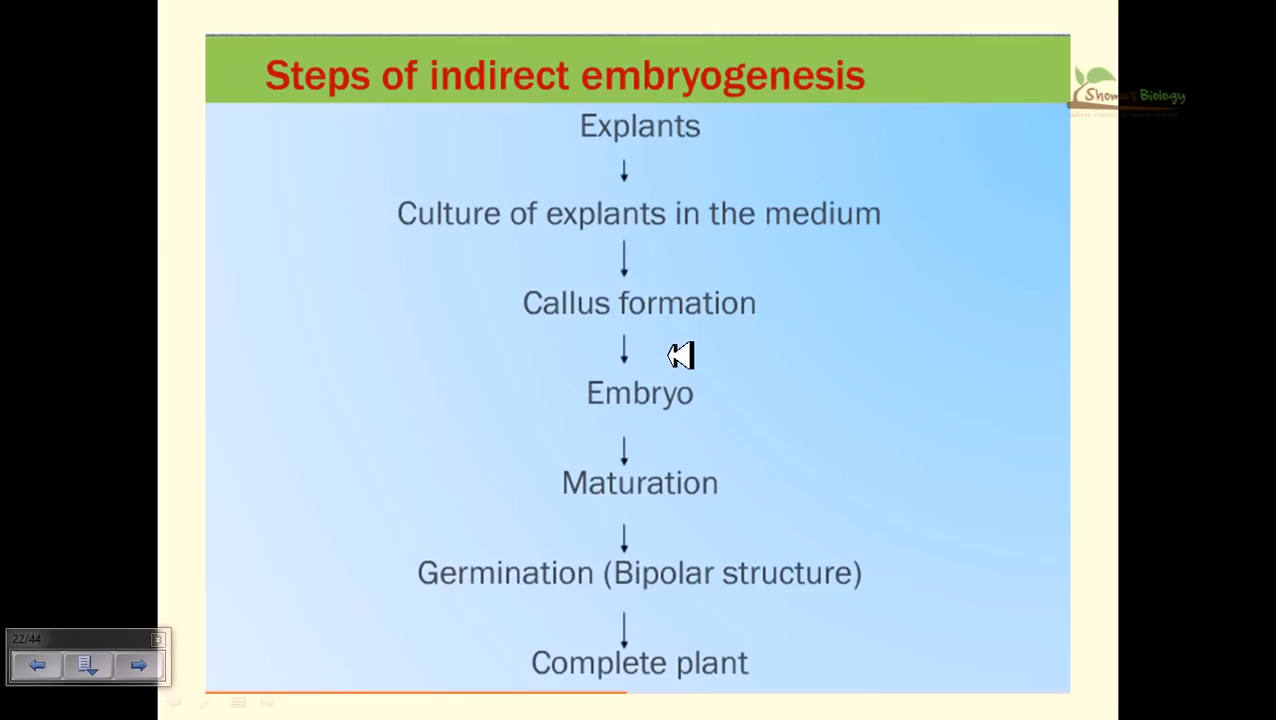 Steps of indirect embryogenesis
Shomu's Biology
Explants
Culture of explants in the medium
Callus formation
Embryo
Maturation
Germination (Bipolar structure)
22/44
Complete plant